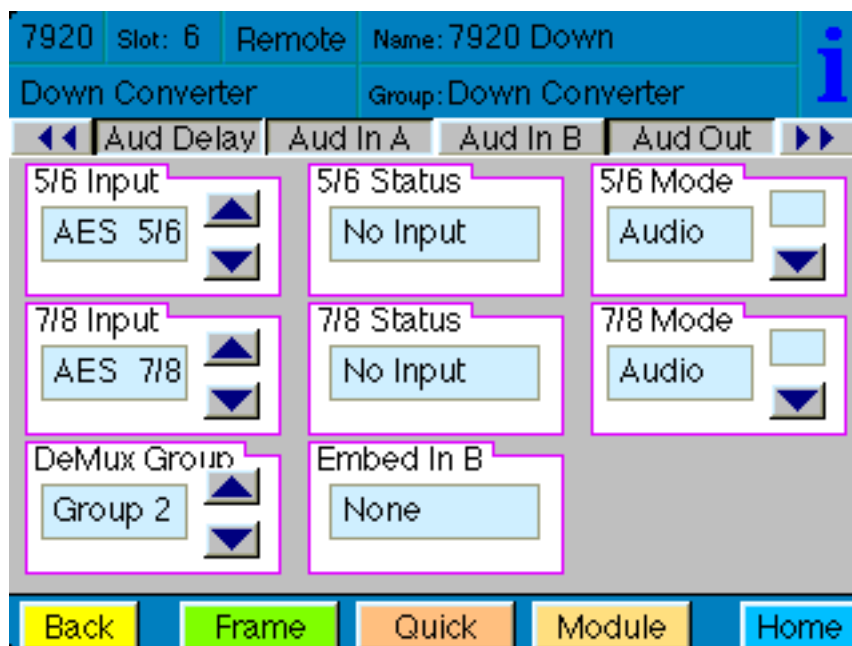 7920 Slot: 6 Remote Name: 7920 Down i
Down Converter Group: Down Converter
Aud Delay Aud In A Aud In B Aud Out
5/6 Input 5/6 Status 5/6 Mode
AES 5/6 No Input Audio
7/8 Input 7/8 Status 7/8 Mode
AES 7/8 No Input Audio
DeMux Group Embed In B
Group 2 None
Back Frame Quick Module Home